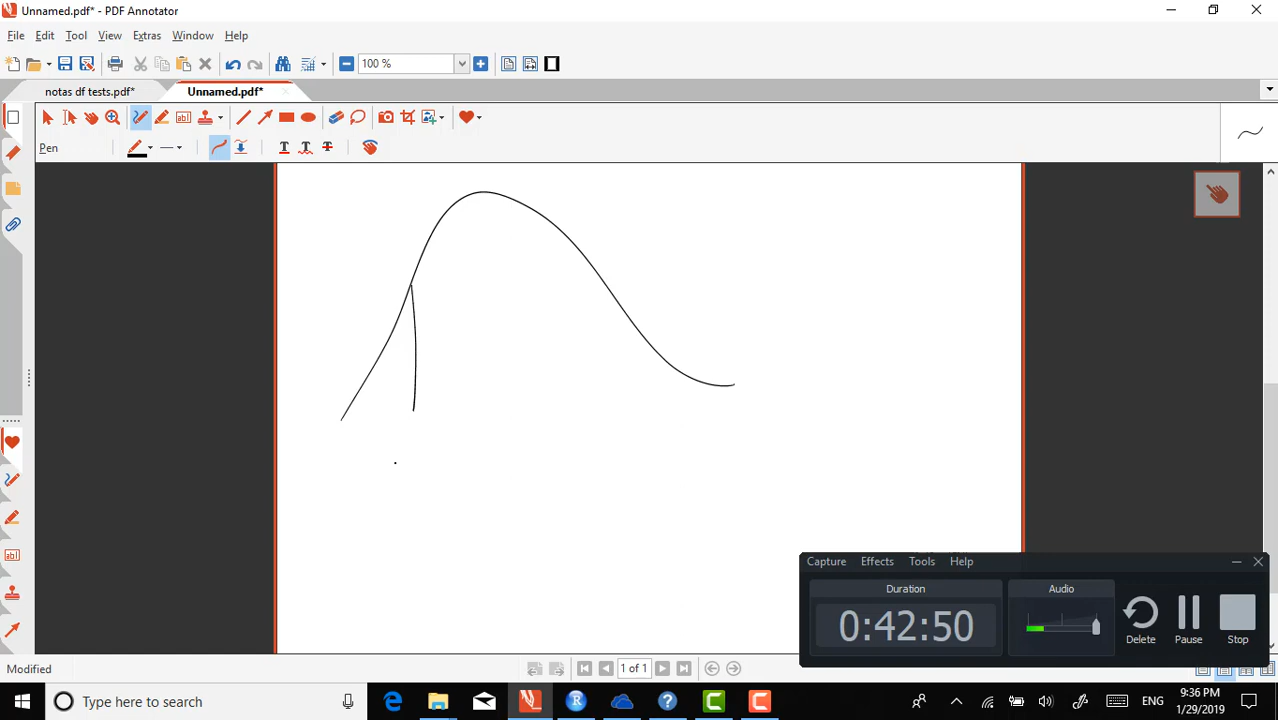 Unnamed.pdf* - PDF Annotator
File Edit Tool View Extras Window Help
100 %
notas df tests.pdf* Unnamed.pdf*
Pen
Capture Effects Tools Help
Duration Audio
0:42:50
Delete Pause Stop
Modified
1 of 1
Type here to search
ENG
9:36 PM
1/29/2019